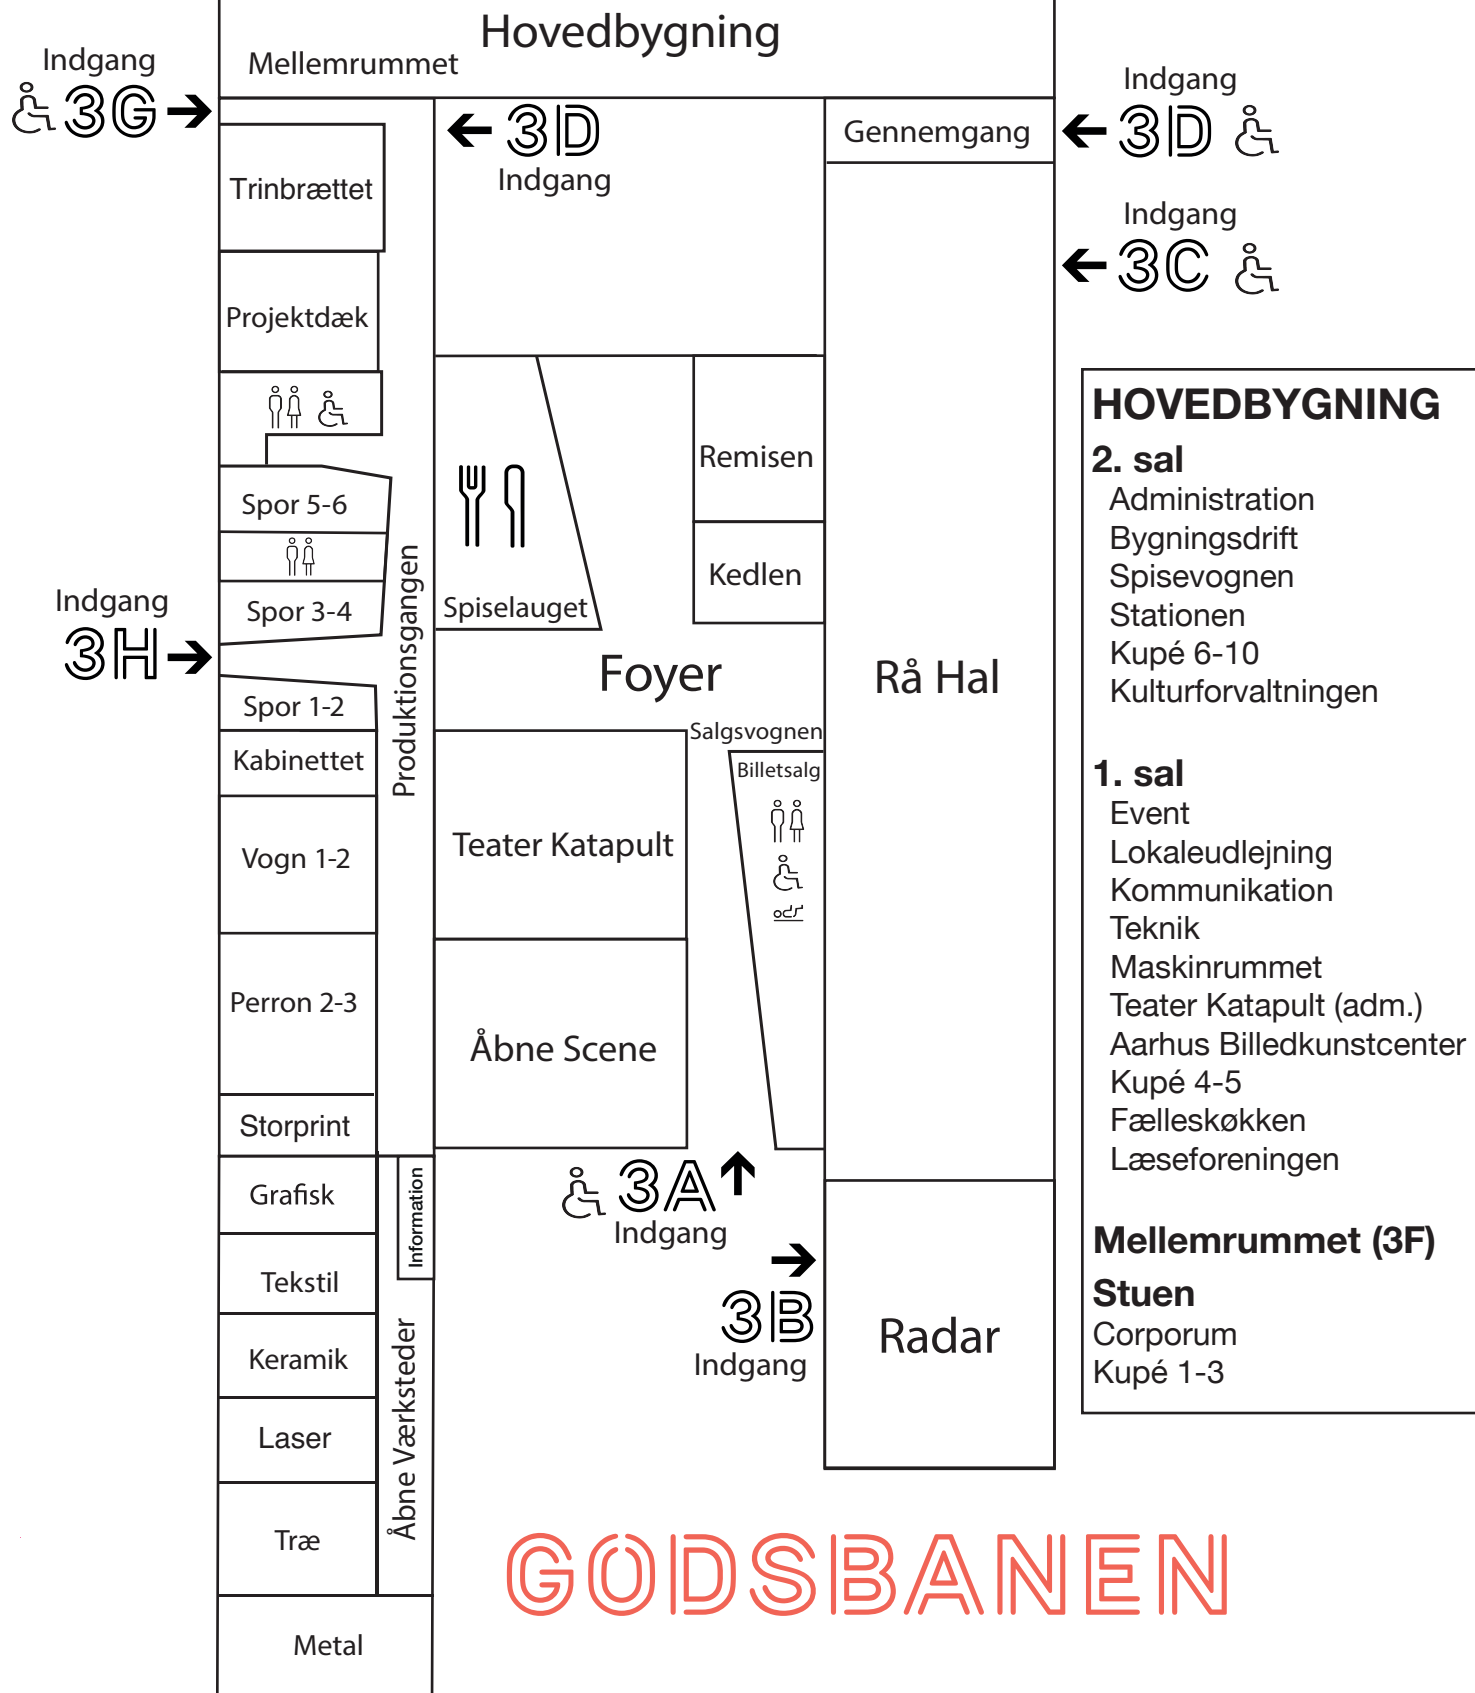 Hovedbygning
Mellemrummet
Indgang
3G
3D
Indgang
Gennemgang
Indgang
3D
Indgang
3C
Trinbrættet
Projektdæk
Spor 5-6
Spor 3-4
Indgang
3H
Spor 1-2
Kabinettet
Vogn 1-2
Perron 2-3
Storprint
Produktionsgangen
Spiselauget
Remisen
Kedlen
Foyer
Rå Hal
Salgsvognen
Billetsalg
Teater Katapult
Åbne Scene
3A
Indgang
3B
Indgang
Radar
Grafisk
Information
Tekstil
Keramik
Laser
Træ
Åbne Værksteder
Metal
HOVEDBYGNING
2. sal
Administration
Bygningsdrift
Spisevognen
Stationen
Kupé 6-10
Kulturforvaltningen
1. sal
Event
Lokaleudlejning
Kommunikation
Teknik
Maskinrummet
Teater Katapult (adm.)
Aarhus Billedkunstcenter
Kupé 4-5
Fælleskøkken
Læseforeningen
Mellemrummet (3F)
Stuen
Corporum
Kupé 1-3
GODSBANEN